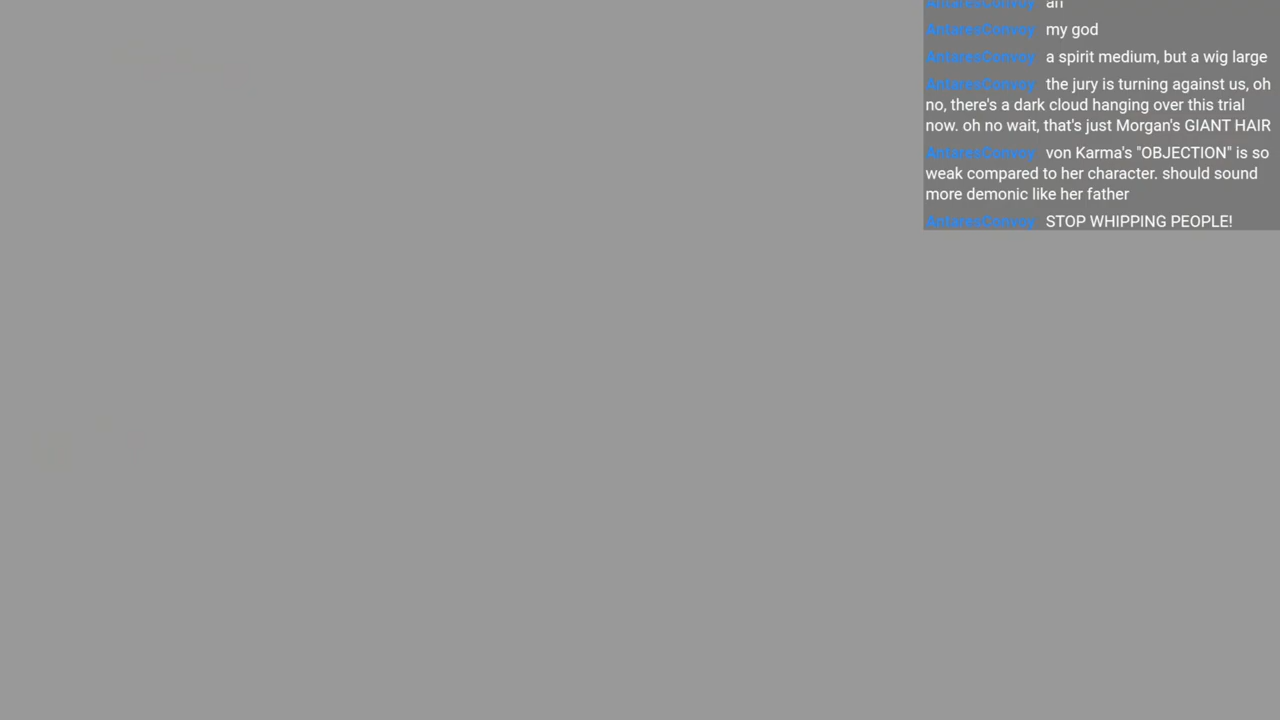 AntaresConvoy an
AntaresConvoy my god
AntaresConvoy a spirit medium, but a wig large
AntaresConvoy the jury is turning against us, oh
no, there's a dark cloud hanging over this trial
now. oh no wait, that's just Morgan's GIANT HAIR
AntaresConvoy von Karma's "OBJECTION" is so
weak compared to her character. should sound
more demonic like her father
AntaresConvoy STOP WHIPPING PEOPLE!